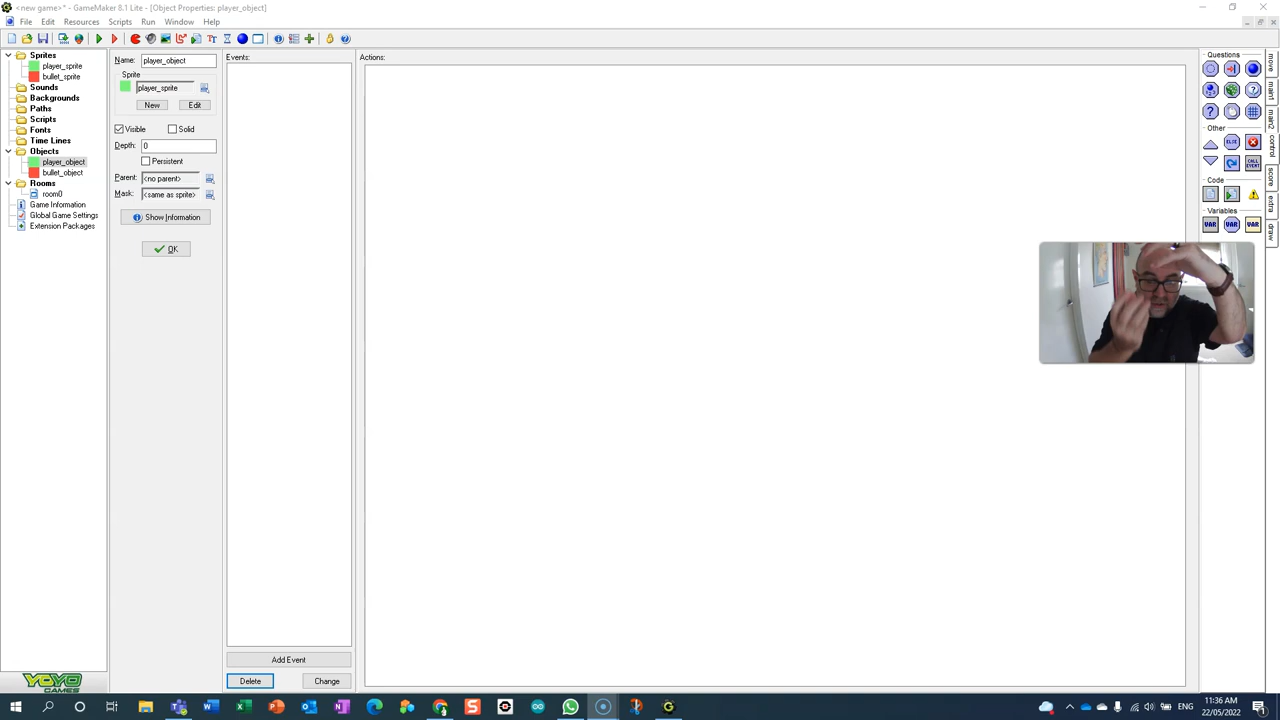 <new game>* - GameMaker 8.1 Lite - [Object Properties: player_object]
File Edit Resources Scripts Run Window Help
Sprites
player_sprite
bullet_sprite
Sounds
Backgrounds
Paths
Scripts
Fonts
Time Lines
Objects
player_object
bullet_object
Rooms
room0
Game Information
Global Game Settings
Extension Packages
YOYO
GAMES
Name: player_object
Sprite
player_sprite
New Edit
Visible Solid
Depth: 0
Persistent
Parent: <no parent>
Mask: <same as sprite>
Show Information
OK
Events:
Add Event
Delete Change
Actions:
Questions
Other
ELSE
CALL
EVENT
Code
Variables
VAR VAR VAR
move
main1
main2
control
score
extra
draw
ENG
11:36 AM
22/05/2022